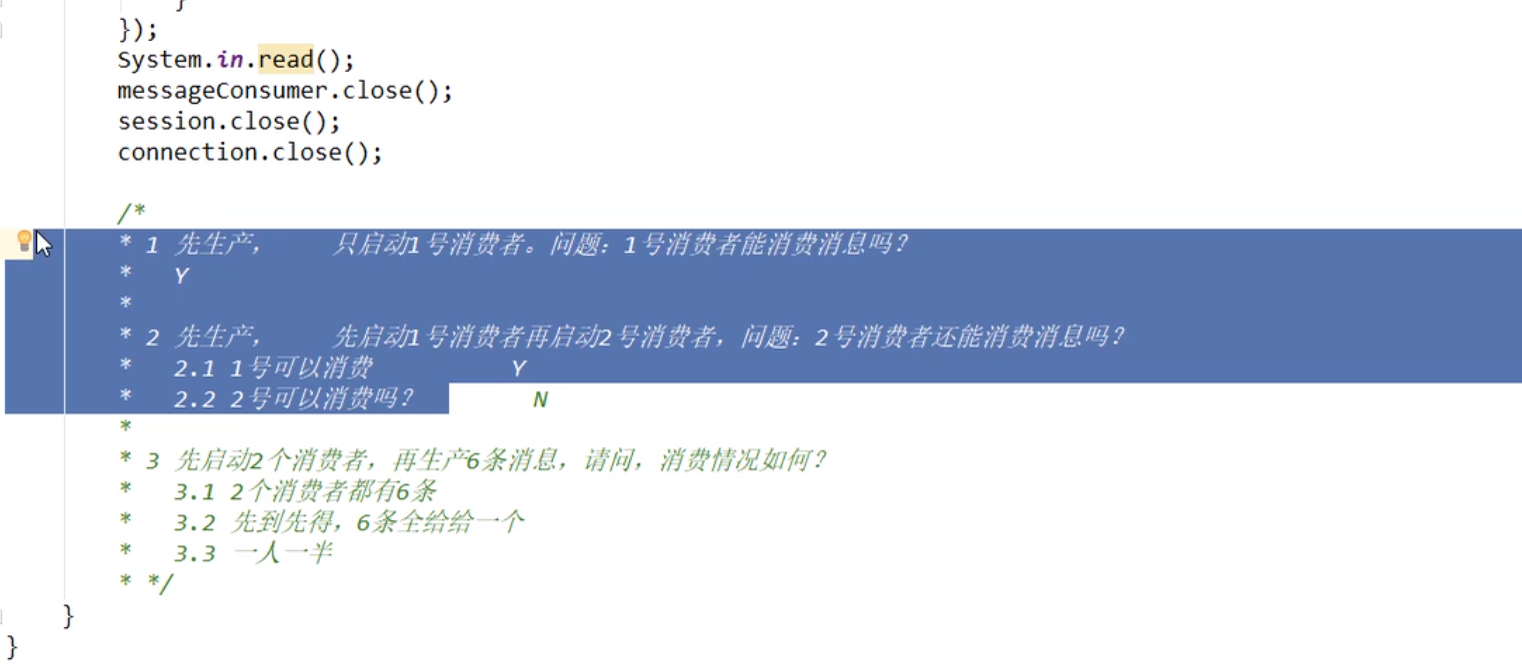 }
});
System.in.read();
messageConsumer.close();
session.close();
connection.close();
/*
* 1 先生产， 只启动1号消费者。问题：1号消费者能消费消息吗？
* Y
*
* 2 先生产， 先启动1号消费者再启动2号消费者，问题：2号消费者还能消费消息吗？
* 2.1 1号可以消费 Y
* 2.2 2号可以消费吗？ N
*
* 3 先启动2个消费者，再生产6条消息，请问，消费情况如何？
* 3.1 2个消费者都有6条
* 3.2 先到先得，6条全给给一个
* 3.3 一人一半
* */
}
}